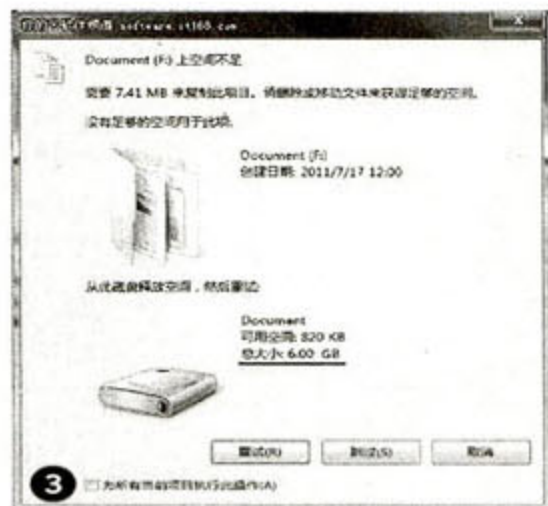 软件频道 software.it168.com
Document (F:) 上空间不足
需要 7.41 MB 来复制此项目。请删除或移动文件来获得足够的空间。
没有足够的空间用于此项。
Document (F:)
创建日期: 2011/7/17 12:00
从此磁盘释放空间，然后重试
Document
可用空间: 820 KB
总大小: 6.00 GB
重试(R)
跳过(S)
取消
3
为所有当前项目执行此操作(A)